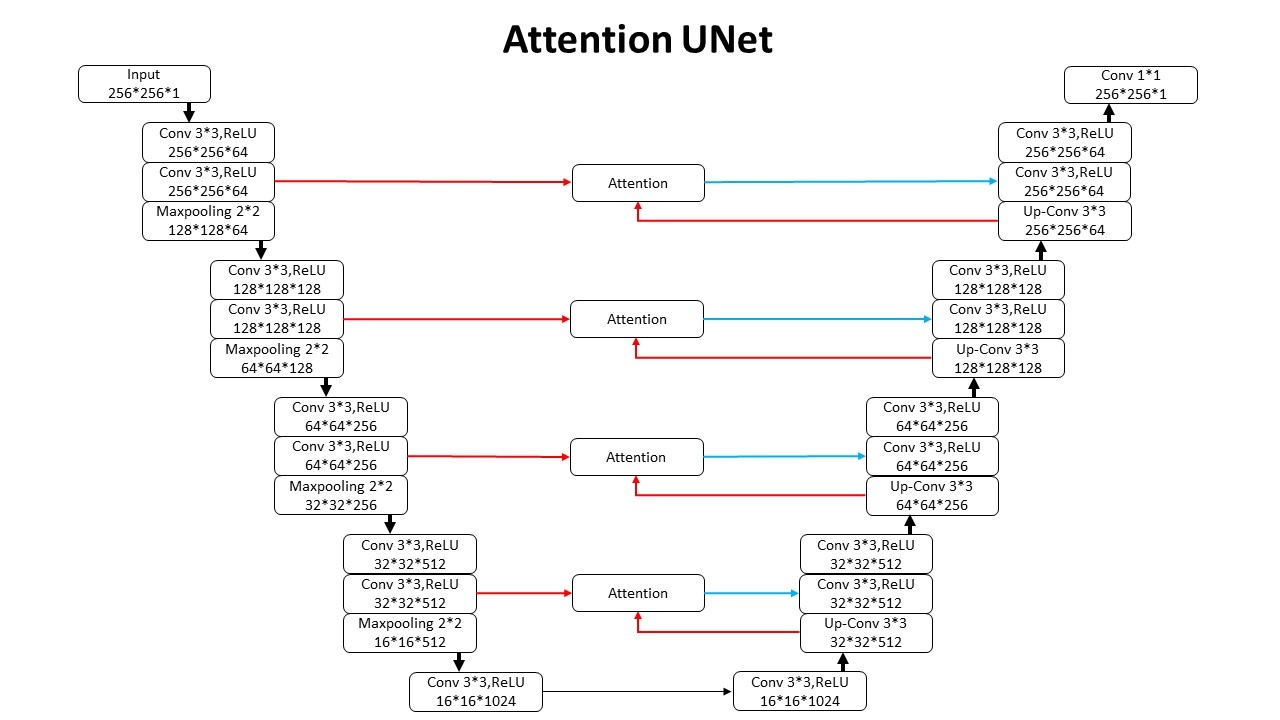 Attention UNet
Input
256*256*1
Conv 3*3,ReLU
256*256*64
Conv 3*3,ReLU
256*256*64
Maxpooling 2*2
128*128*64
Conv 3*3,ReLU
128*128*128
Conv 3*3,ReLU
128*128*128
Maxpooling 2*2
64*64*128
Conv 3*3,ReLU
64*64*256
Conv 3*3,ReLU
64*64*256
Maxpooling 2*2
32*32*256
Conv 3*3,ReLU
32*32*512
Conv 3*3,ReLU
32*32*512
Maxpooling 2*2
16*16*512
Conv 3*3,ReLU
16*16*1024
Attention
Attention
Attention
Attention
Conv 1*1
256*256*1
Conv 3*3,ReLU
256*256*64
Conv 3*3,ReLU
256*256*64
Up-Conv 3*3
256*256*64
Conv 3*3,ReLU
128*128*128
Conv 3*3,ReLU
128*128*128
Up-Conv 3*3
128*128*128
Conv 3*3,ReLU
64*64*256
Conv 3*3,ReLU
64*64*256
Up-Conv 3*3
64*64*256
Conv 3*3,ReLU
32*32*512
Conv 3*3,ReLU
32*32*512
Up-Conv 3*3
32*32*512
Conv 3*3,ReLU
16*16*1024